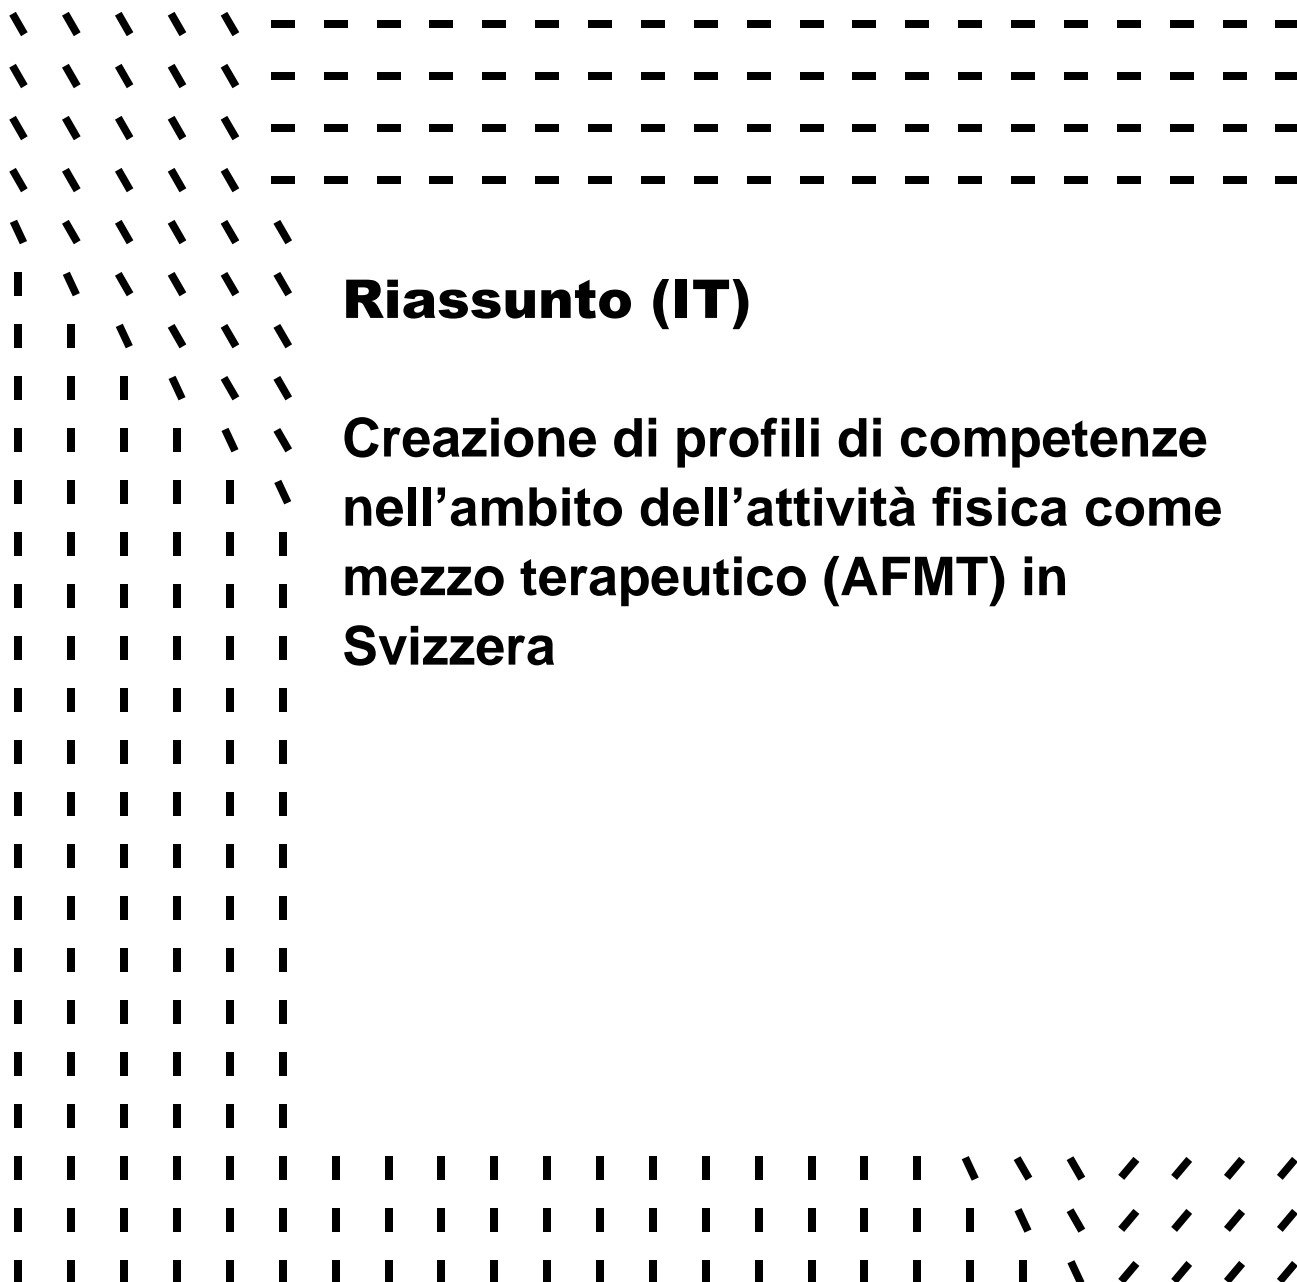 Riassunto (IT)
Creazione di profili di competenze
nell’ambito dell’attività fisica come
mezzo terapeutico (AFMT) in
Svizzera